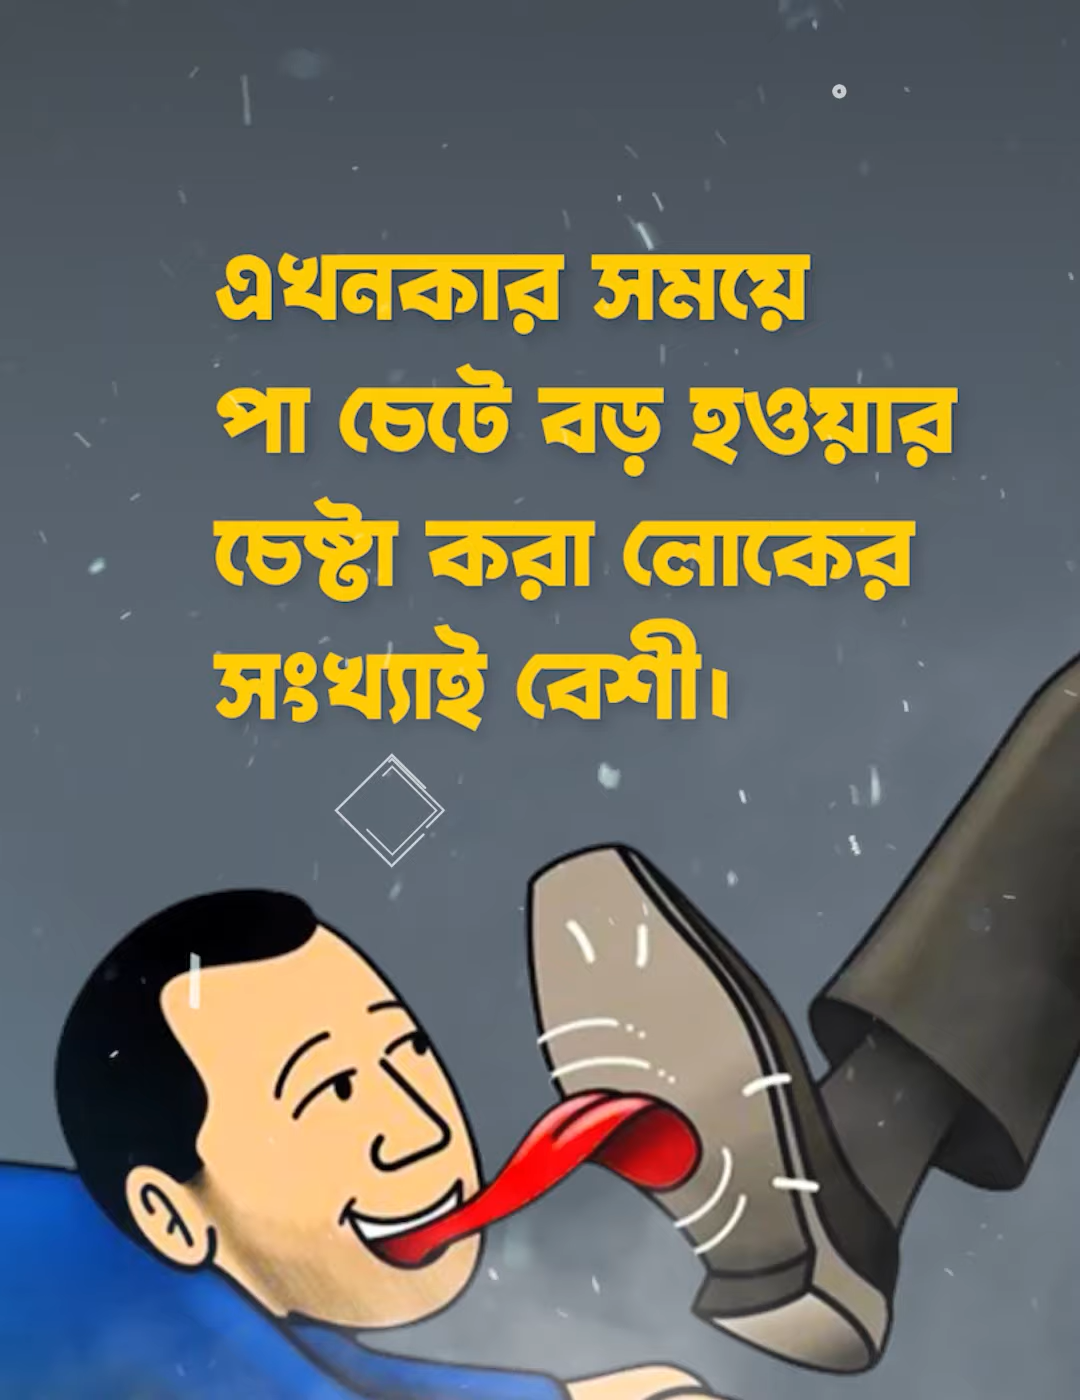 এখনকার সময়ে
পা চেটে বড় হওয়ার
চেষ্টা করা লোকের
সংখ্যাই বেশী।